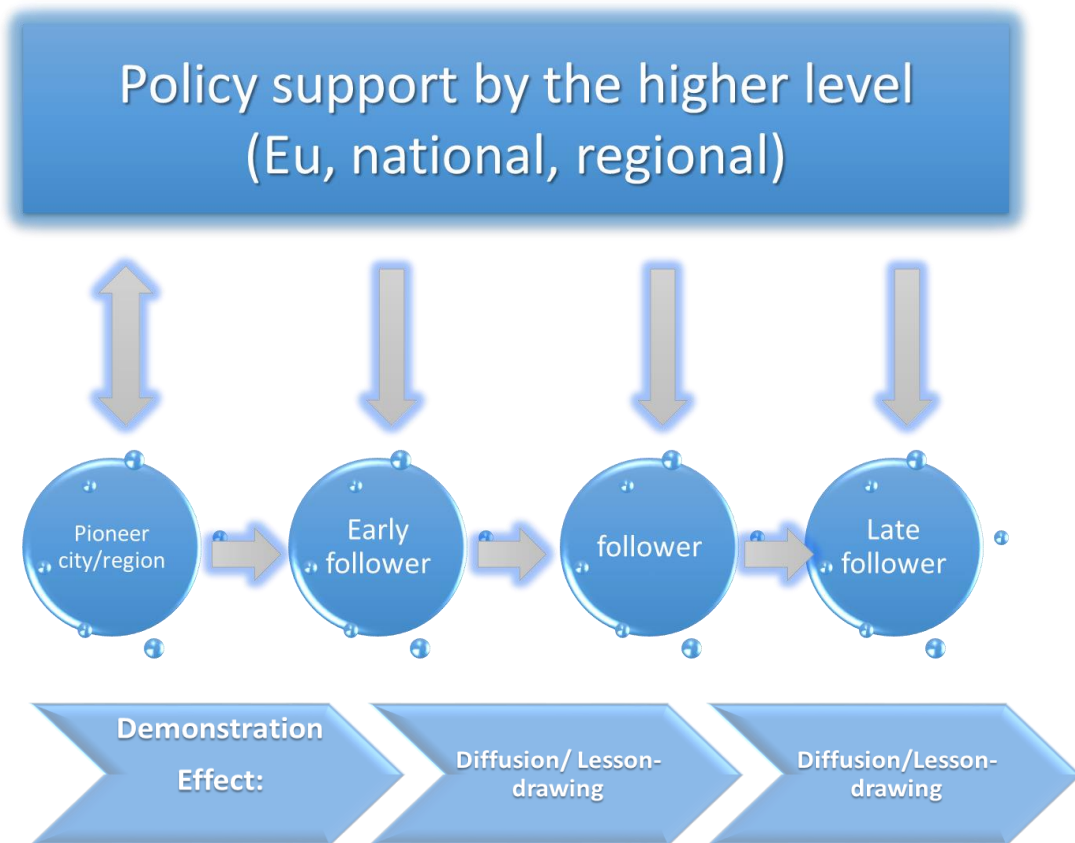 Policy support by the higher level
(Eu, national, regional)
Pioneer
city/region
Early
follower
follower
Late
follower
Demonstration
Effect:
Diffusion/ Lesson-
drawing
Diffusion/Lesson-
drawing